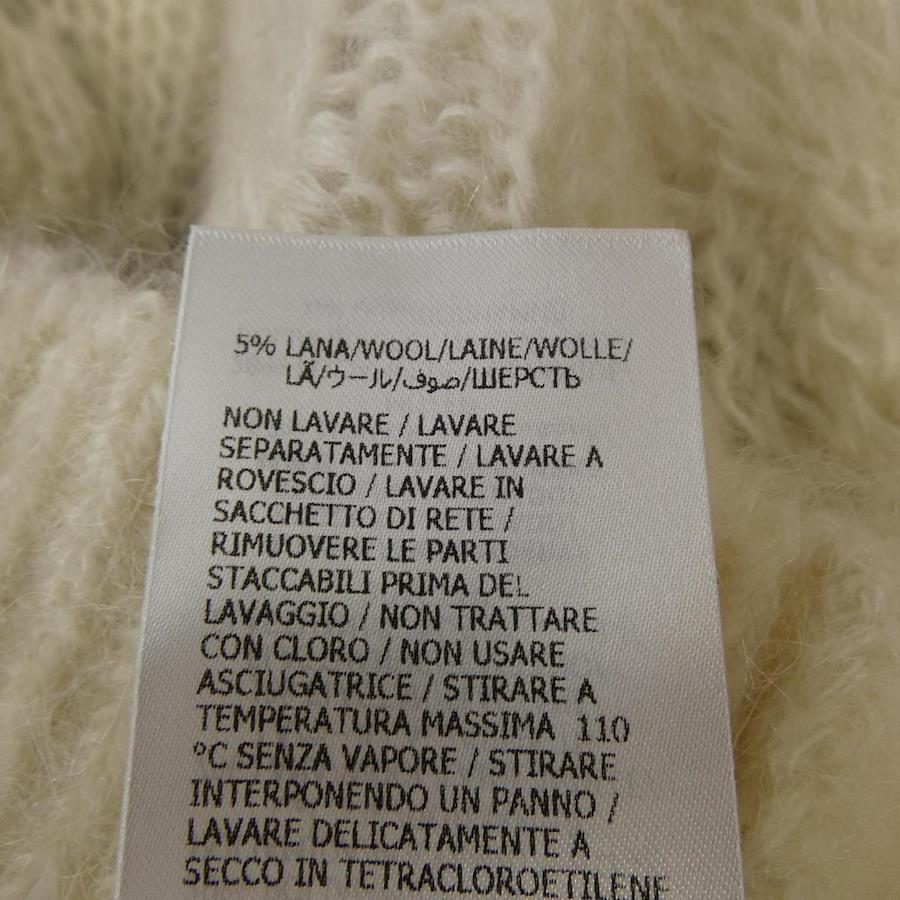 5% LANA/WOOL/LAINE/WOLLE/
LÃ/ウール/صوف/ШЕРСТЬ
NON LAVARE / LAVARE
SEPARATAMENTE / LAVARE A
ROVESCIO / LAVARE IN
SACCHETTO DI RETE /
RIMUOVERE LE PARTI
STACCABILI PRIMA DEL
LAVAGGIO / NON TRATTARE
CON CLORO / NON USARE
ASCIUGATRICE / STIRARE A
TEMPERATURA MASSIMA 110
°C SENZA VAPORE / STIRARE
INTERPONENDO UN PANNO /
LAVARE DELICATAMENTE A
SECCO IN TETRACLOROETILENE